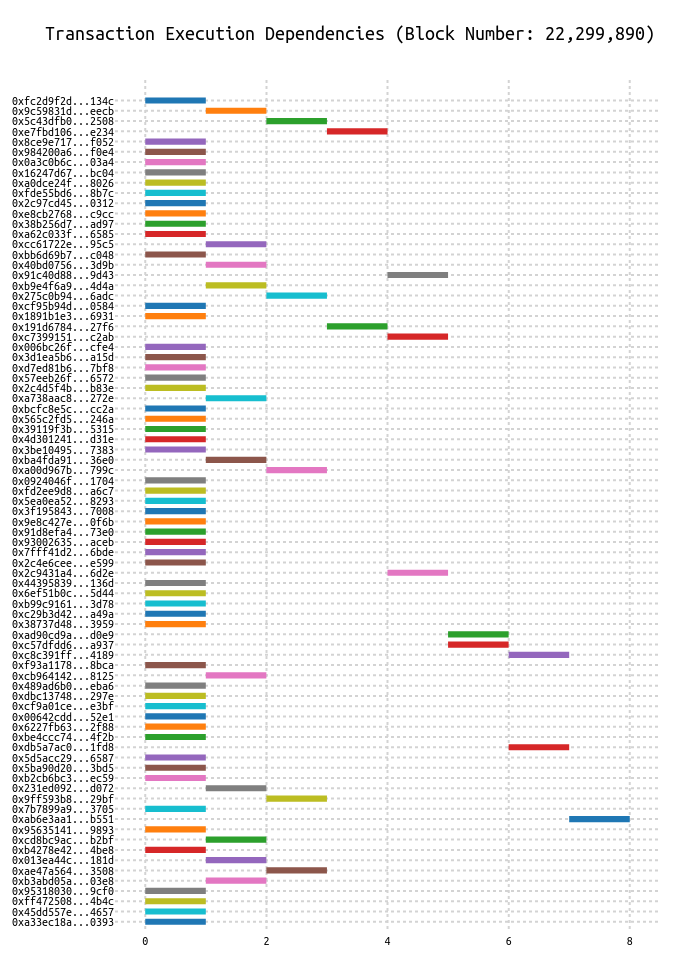 Transaction Execution Dependencies (Block Number: 22,299,890)
0xfc2d9f2d...134c
0x9c59831d...eecb
0x5c43dfb0...2508
0xe7fbd106...e234
0x8ce9e717...f052
0x984200a6...f0e4
0x0a3c0b6c...03a4
0x16247d67...bc04
0xa0dce24f...8026
0xfde55bd6...8b7c
0x2c97cd45...0312
0xe8cb2768...c9cc
0x38b256d7...ad97
0xa62c033f...6585
0xcc61722e...95c5
0xbb6d69b7...c048
0x40bd0756...3d9b
0x91c40d88...9d43
0xb9e4f6a9...4d4a
0x275c0b94...6adc
0xcf95b94d...0584
0x1891b1e3...6931
0x191d6784...27f6
0xc7399151...c2ab
0x006bc26f...cfe4
0x3d1ea5b6...a15d
0xd7ed81b6...7bf8
0x57eeb26f...6572
0x2c4d5f4b...b83e
0xa738aac8...272e
0xbcfc8e5c...cc2a
0x565c2fd5...246a
0x39119f3b...5315
0x4d301241...d31e
0x3be10495...7383
0xba4fda91...36e0
0xa00d967b...799c
0x0924046f...1704
0xfd2ee9d8...a6c7
0x5ea0ea52...8293
0x3f195843...7008
0x9e8c427e...0f6b
0x91d8efa4...73e0
0x93002635...aceb
0x7fff41d2...6bde
0x2c4e6cee...e599
0x2c9431a4...6d2e
0x44395839...136d
0x6ef51b0c...5d44
0xb99c9161...3d78
0xc29b3d42...a49a
0x38737d48...3959
0xad90cd9a...d0e9
0xc57dfdd6...a937
0xc8c391ff...4189
0xf93a1178...8bca
0xcb964142...8125
0x489ad6b0...eba6
0xdbc13748...297e
0xcf9a01ce...e3bf
0x00642cdd...52e1
0x6227fb63...2f88
0xbe4ccc74...4f2b
0xdb5a7ac0...1fd8
0x5d5acc29...6587
0x5ba90d20...3bd5
0xb2cb6bc3...ec59
0x231ed092...d072
0x9ff593b8...29bf
0x7b7899a9...3705
0xab6e3aa1...b551
0x95635141...9893
0xcd8bc9ac...b2bf
0xb4278e42...4be8
0x013ea44c...181d
0xae47a564...3508
0xb3abd05a...03e8
0x95318030...9cf0
0xff472508...4b4c
0x45dd557e...4657
0xa33ec18a...0393
0 2 4 6 8